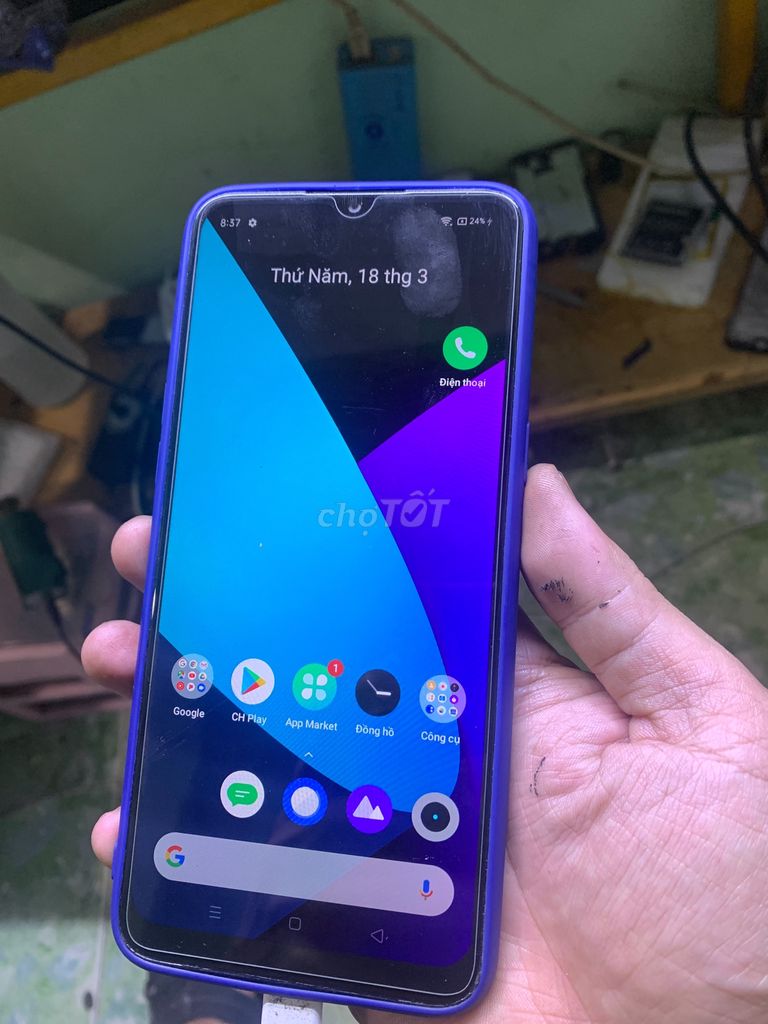 8:37
24%
Thứ Năm, 18 thg 3
Điện thoại
chợTỐT
1
Google
CH Play
App Market
Đồng hồ
Công cụ
G